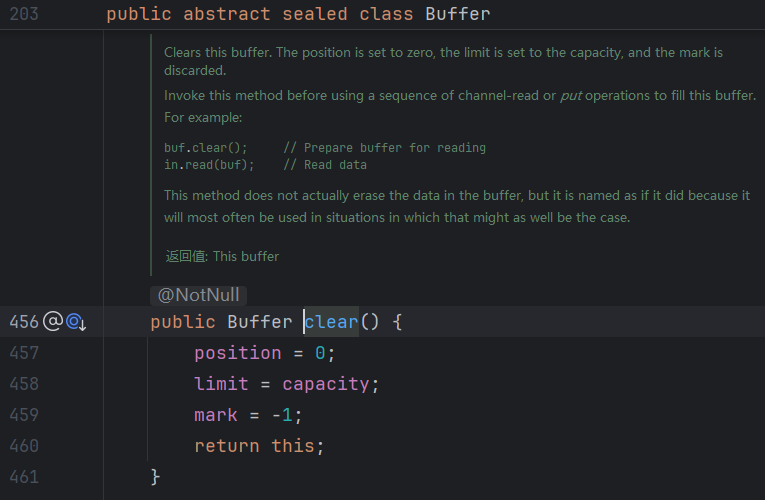 203 public abstract sealed class Buffer
Clears this buffer. The position is set to zero, the limit is set to the capacity, and the mark is
discarded.
Invoke this method before using a sequence of channel-read or put operations to fill this buffer.
For example:
buf.clear();     // Prepare buffer for reading
in.read(buf);    // Read data
This method does not actually erase the data in the buffer, but it is named as if it did because it
will most often be used in situations in which that might as well be the case.
返回值: This buffer
@NotNull
456 public Buffer clear() {
457 position = 0;
458 limit = capacity;
459 mark = -1;
460 return this;
461 }